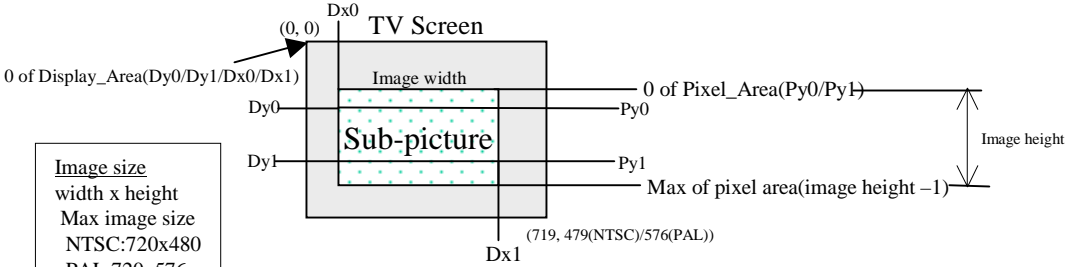 Dx0
(0, 0) TV Screen
0 of Display_Area(Dy0/Dy1/Dx0/Dx1)
Image width
0 of Pixel_Area(Py0/Py1)
Dy0
Py0
Sub-picture
Image height
Dy1
Py1
Image size
width x height
Max image size
NTSC:720x480
PAL:720x576
Max of pixel area(image height –1)
(719, 479(NTSC)/576(PAL))
Dx1